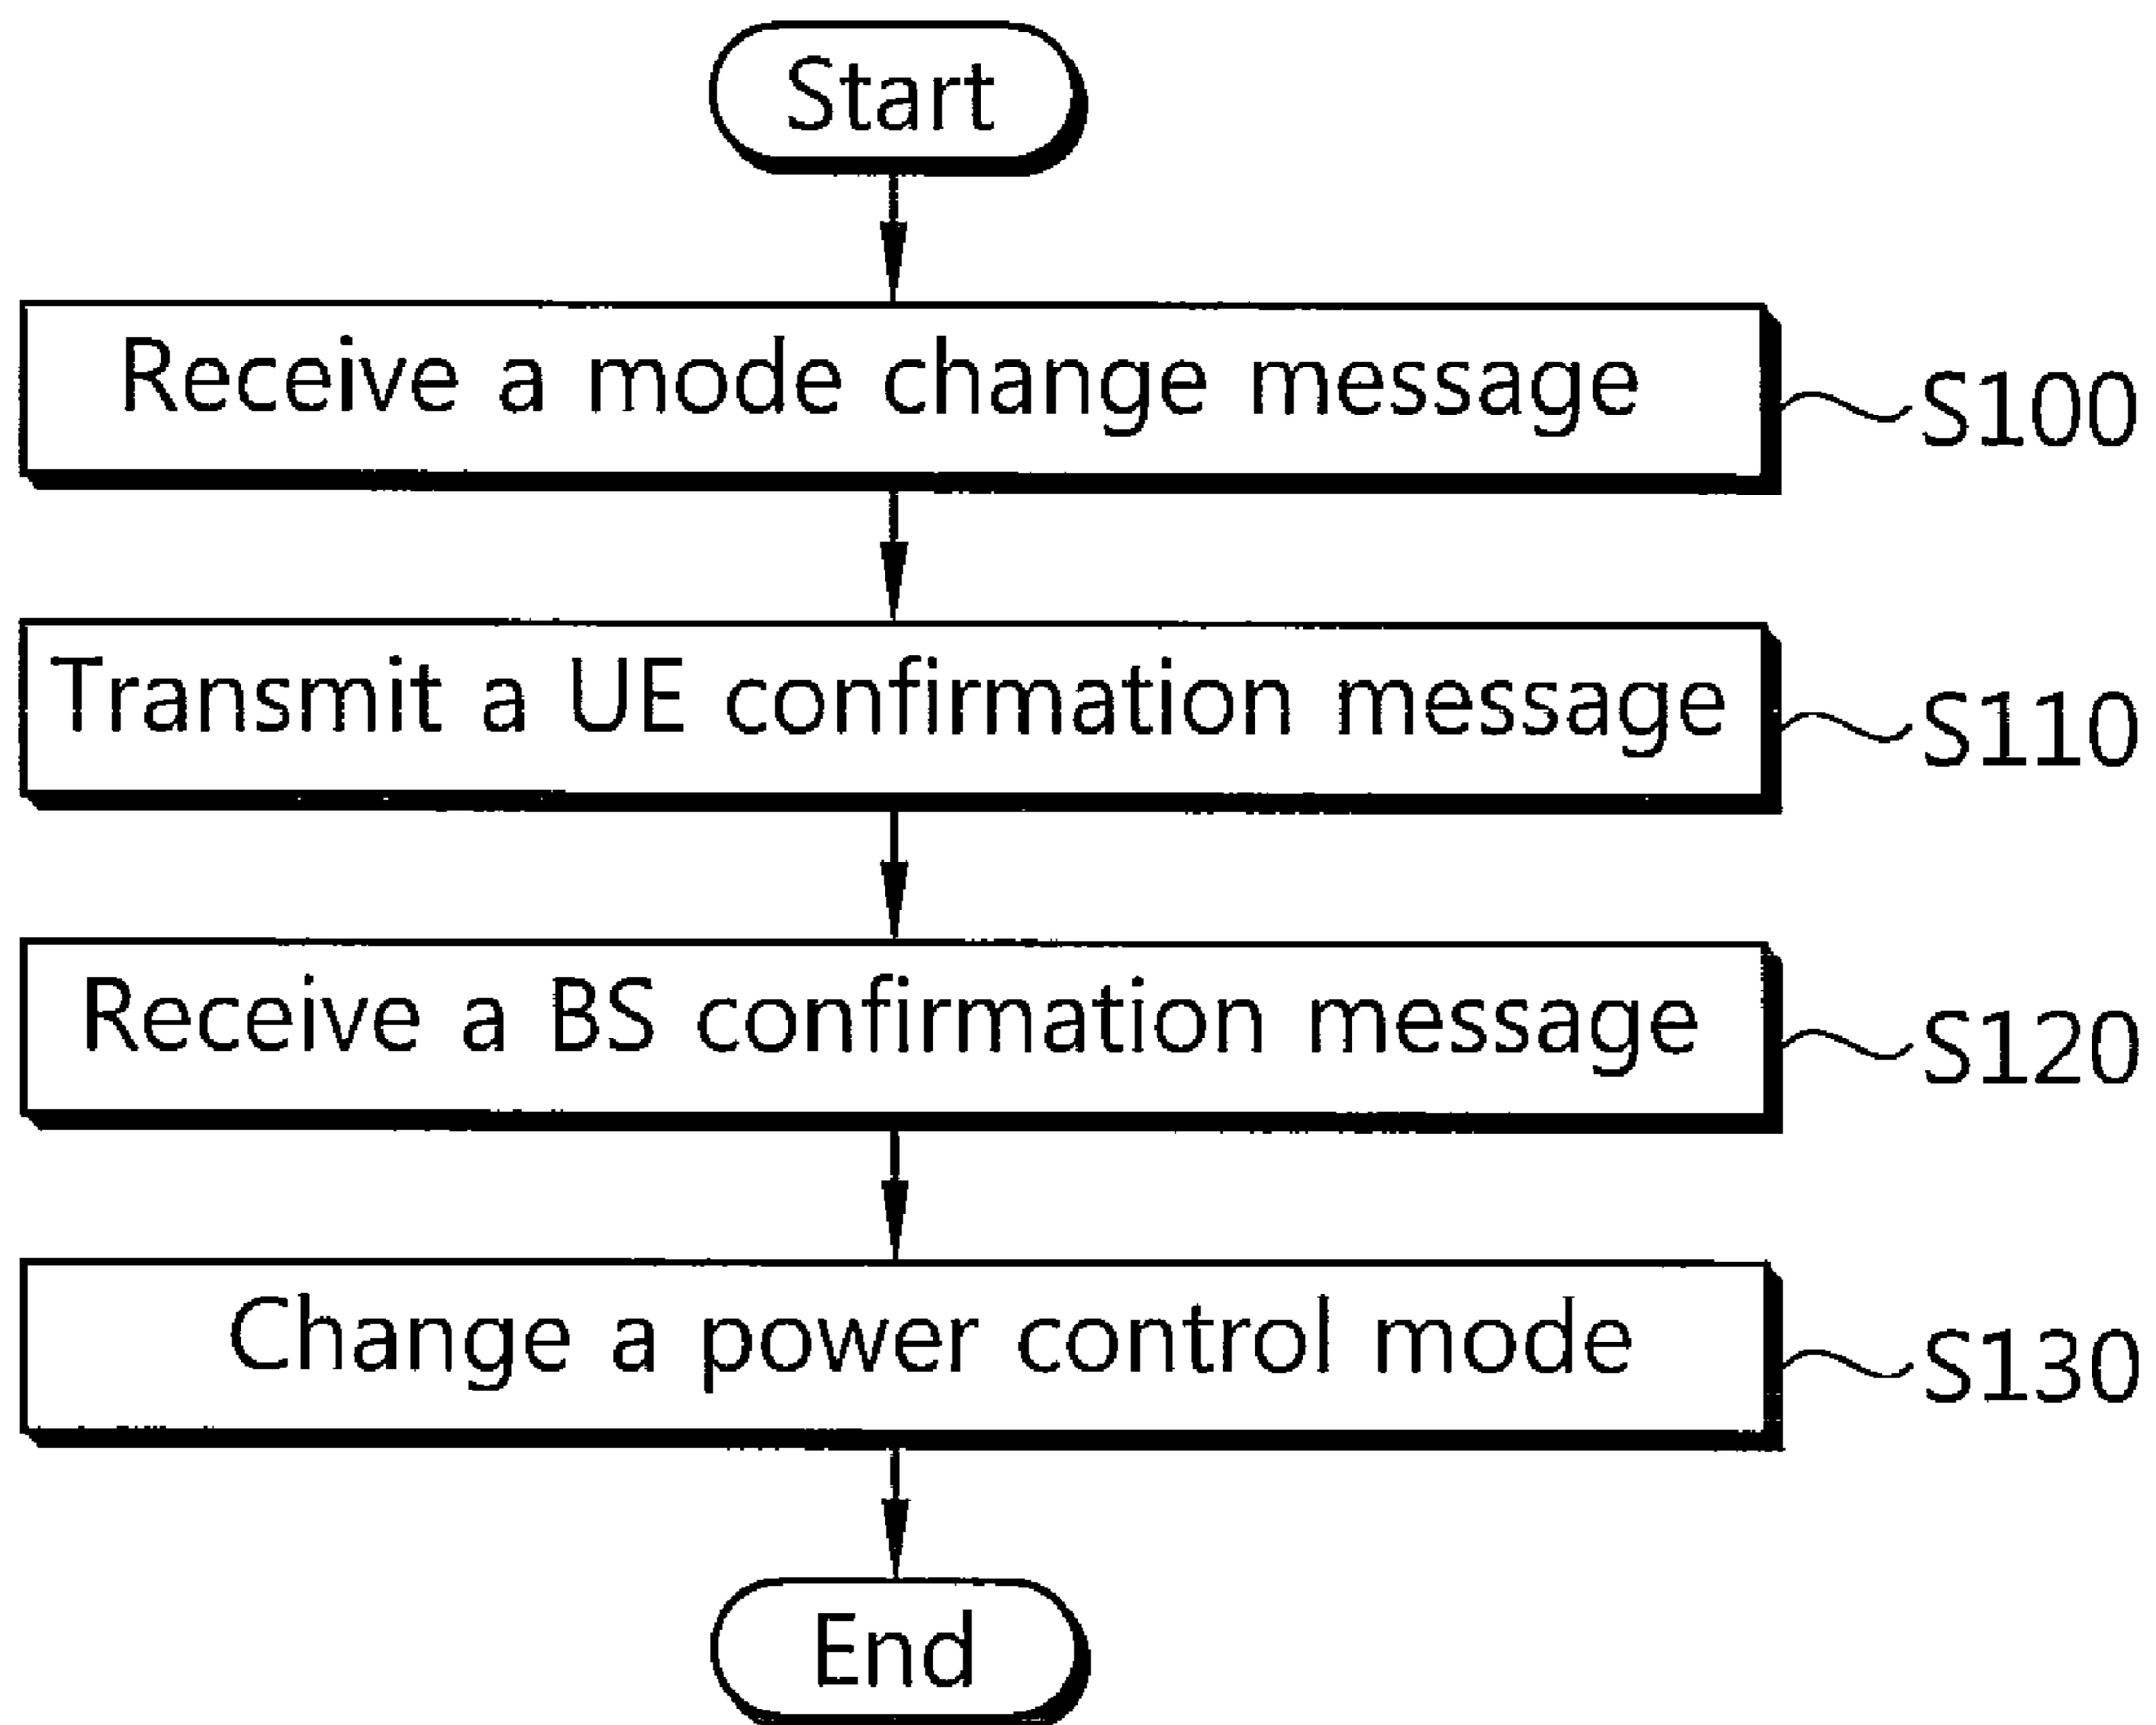 Start
Receive a mode change message
S100
Transmit a UE confirmation message
S110
Receive a BS confirmation message
S120
Change a power control mode
S130
End